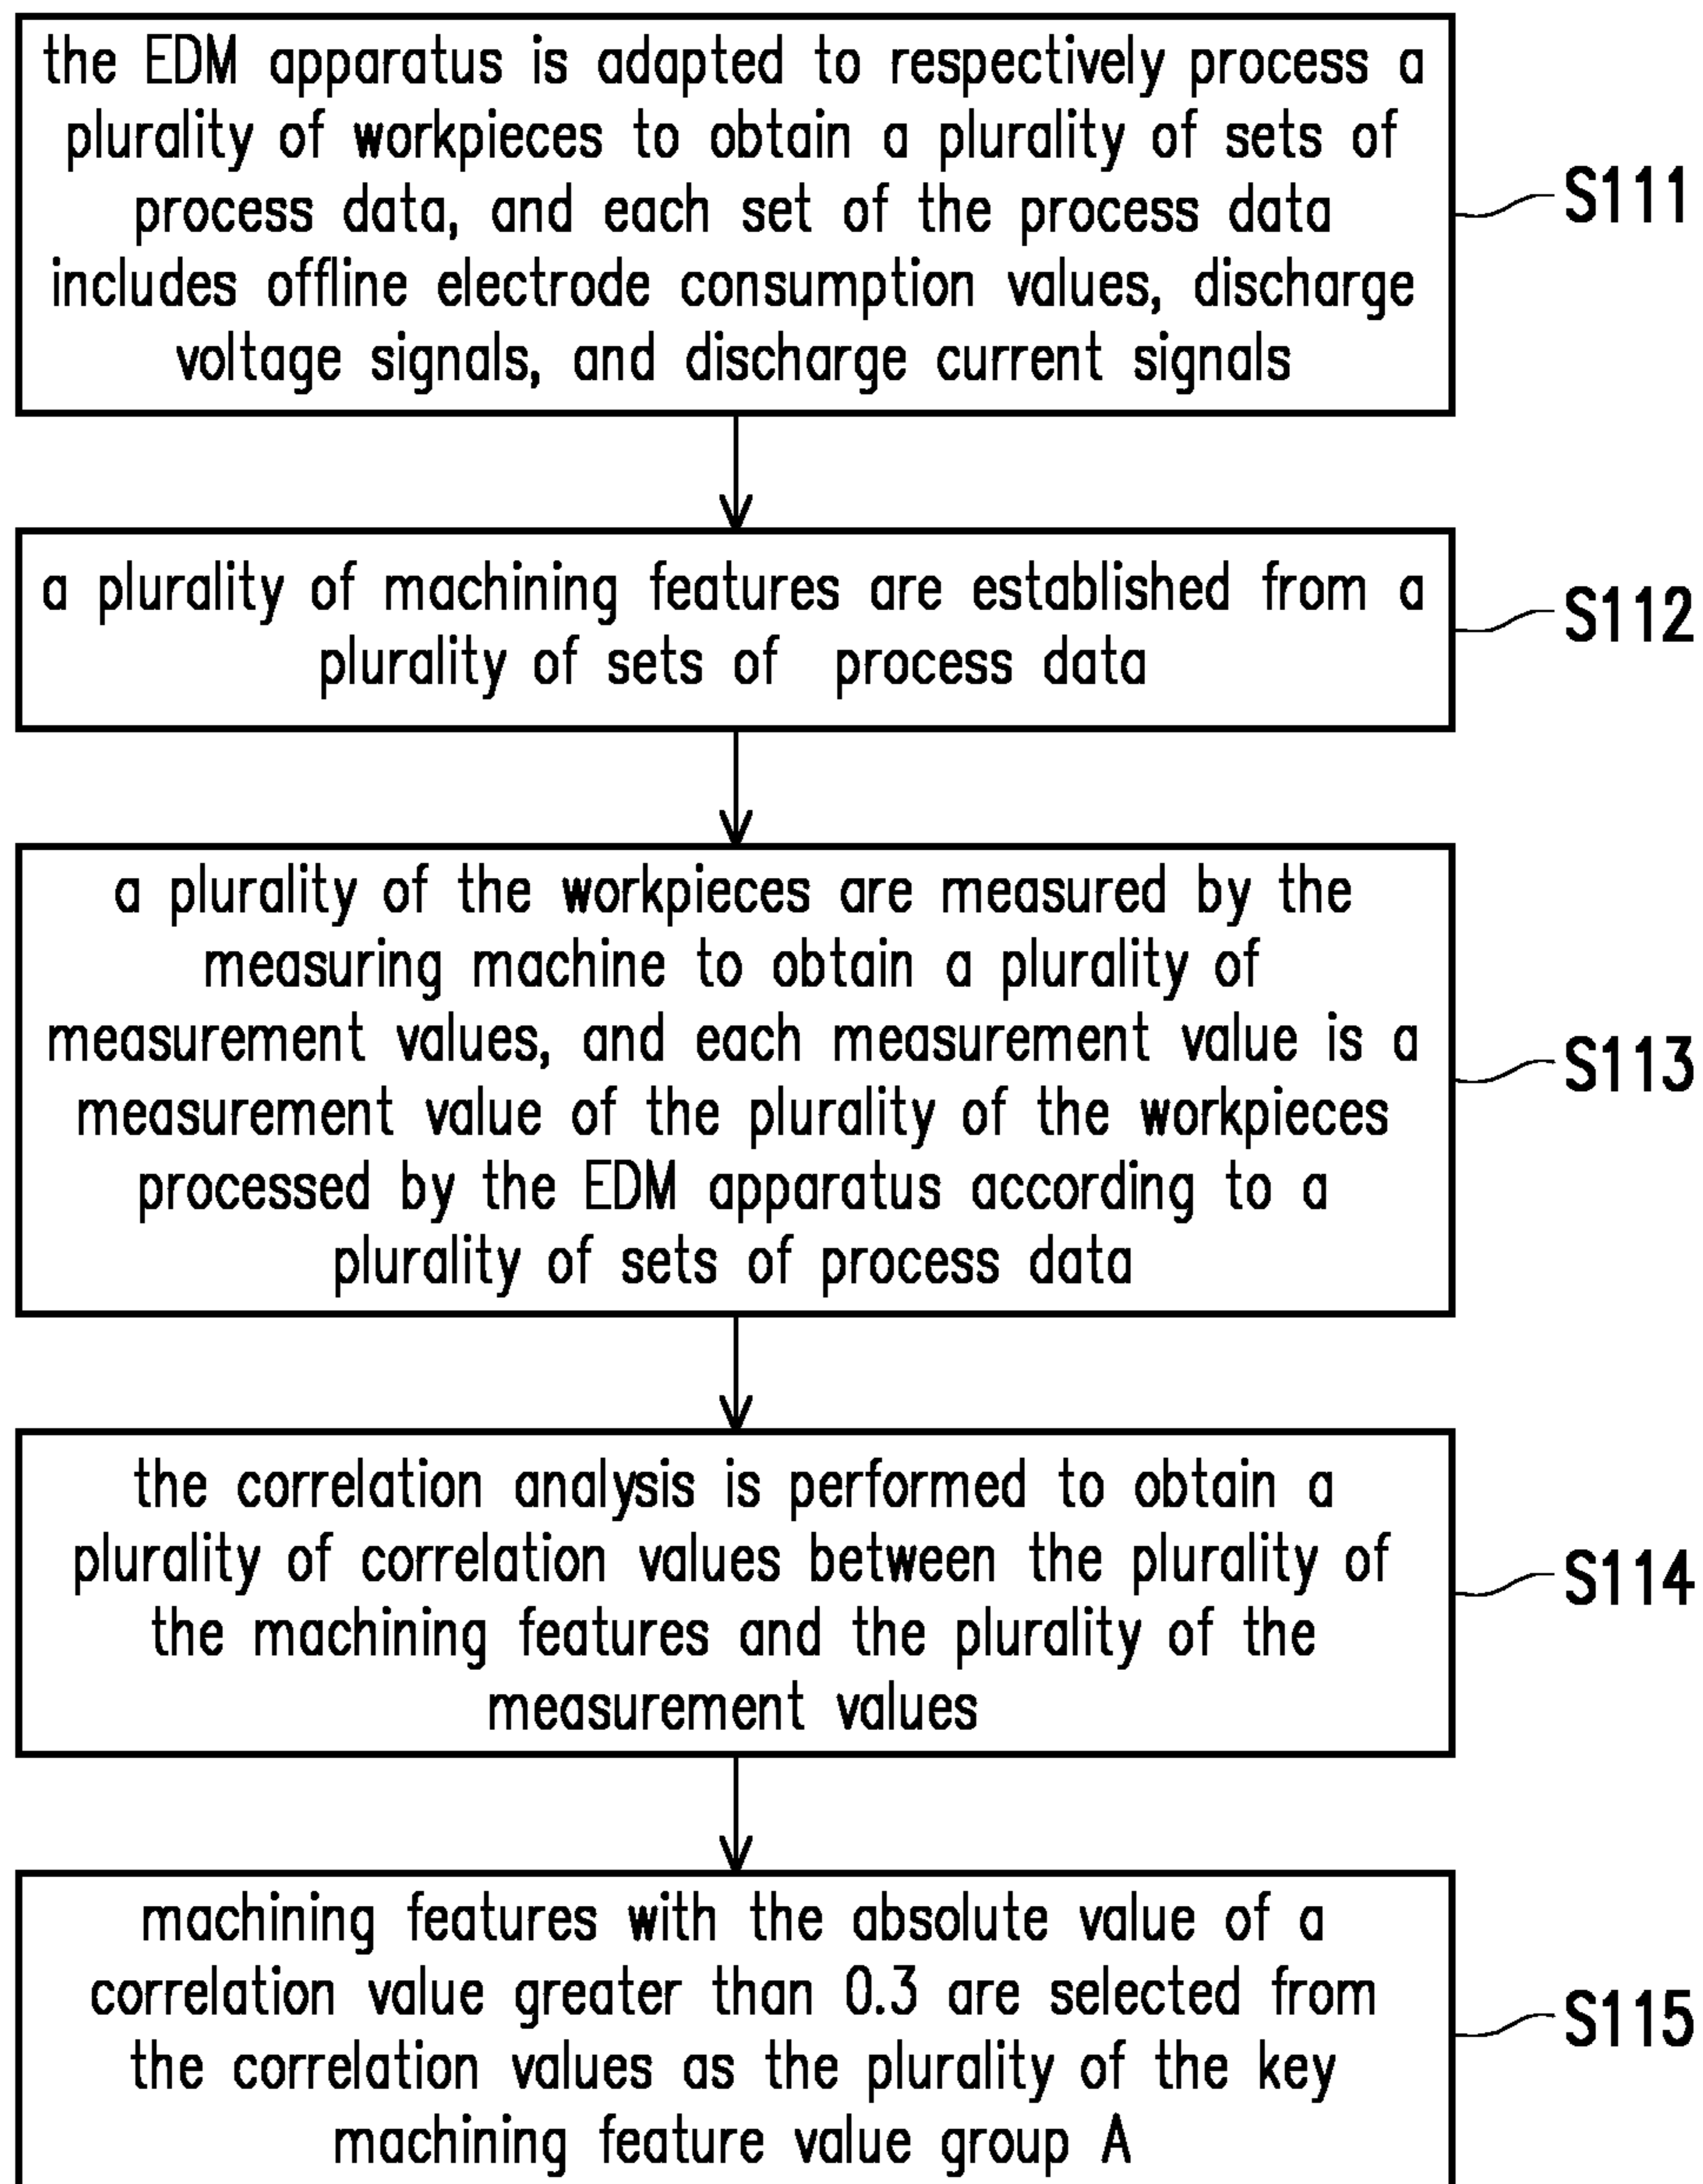 the EDM apparatus is adapted to respectively process a
plurality of workpieces to obtain a plurality of sets of
process data, and each set of the process data
includes offline electrode consumption values, discharge
voltage signals, and discharge current signals
S111
a plurality of machining features are established from a
plurality of sets of process data
S112
a plurality of the workpieces are measured by the
measuring machine to obtain a plurality of
measurement values, and each measurement value is a
measurement value of the plurality of the workpieces
processed by the EDM apparatus according to a
plurality of sets of process data
S113
the correlation analysis is performed to obtain a
plurality of correlation values between the plurality of
the machining features and the plurality of the
measurement values
S114
machining features with the absolute value of a
correlation value greater than 0.3 are selected from
the correlation values as the plurality of the key
machining feature value group A
S115